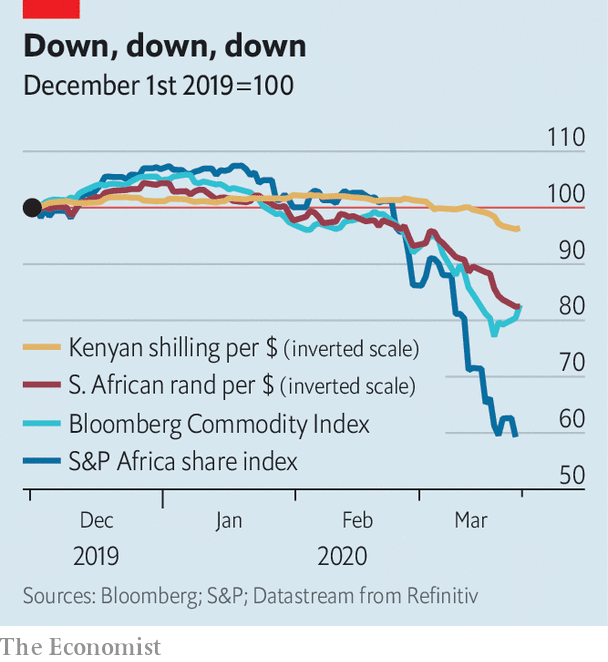 Down, down, down
December 1st 2019=100
110
100
90
80
Kenyan shilling per $ (inverted scale)
S. African rand per $ (inverted scale)
70
Bloomberg Commodity Index
60
S&P Africa share index
50
Dec
Jan
Feb
Mar
2019
2020
Sources: Bloomberg; S&P; Datastream from Refinitiv
The Economist